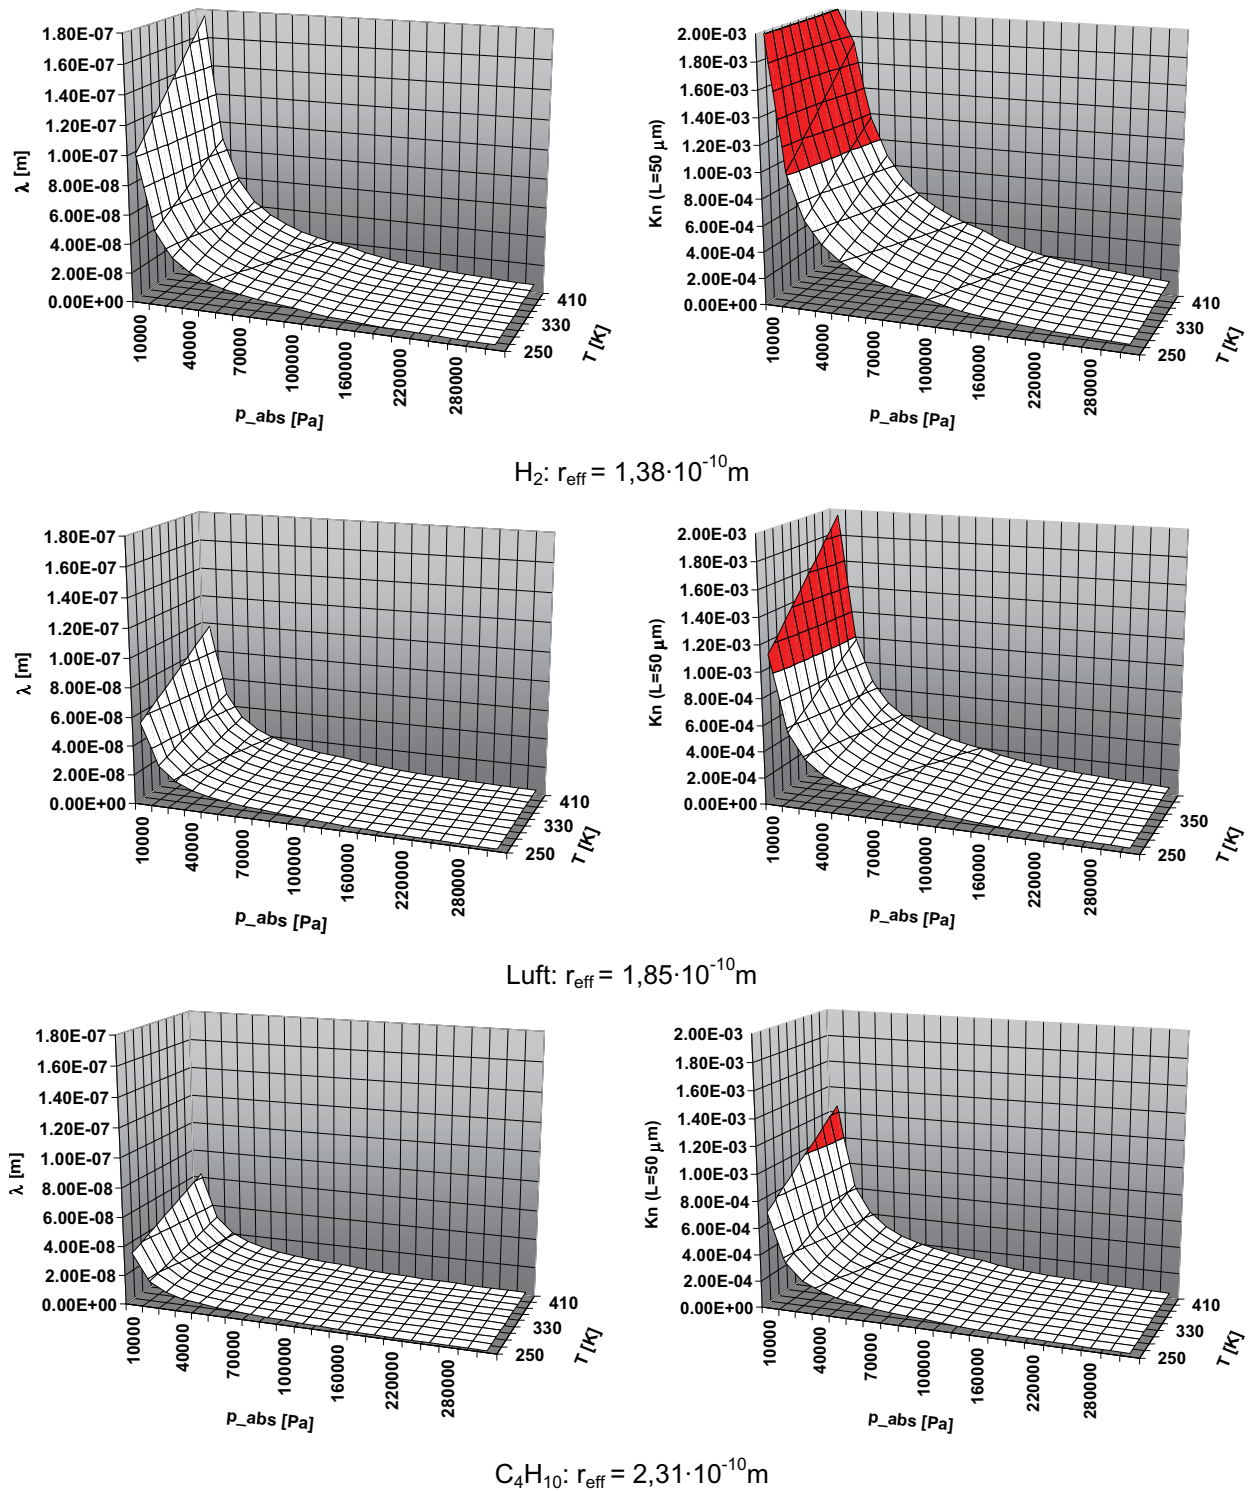 1.80E-07
1.60E-07
1.40E-07
1.20E-07
1.00E-07
8.00E-08
6.00E-08
4.00E-08
2.00E-08
0.00E+00
λ [m]
10000
40000
70000
100000
160000
220000
280000
p_abs [Pa]
250
330
410
T [K]
2.00E-03
1.80E-03
1.60E-03
1.40E-03
1.20E-03
1.00E-03
8.00E-04
6.00E-04
4.00E-04
2.00E-04
0.00E+00
Kn (L=50 µm)
10000
40000
70000
100000
160000
220000
280000
p_abs [Pa]
250
330
410
T [K]
H₂: r_eff = 1,38·10⁻¹⁰m
1.80E-07
1.60E-07
1.40E-07
1.20E-07
1.00E-07
8.00E-08
6.00E-08
4.00E-08
2.00E-08
0.00E+00
λ [m]
10000
40000
70000
100000
160000
220000
280000
p_abs [Pa]
250
330
410
T [K]
2.00E-03
1.80E-03
1.60E-03
1.40E-03
1.20E-03
1.00E-03
8.00E-04
6.00E-04
4.00E-04
2.00E-04
0.00E+00
Kn (L=50 µm)
10000
40000
70000
100000
160000
220000
280000
p_abs [Pa]
250
350
T [K]
Luft: r_eff = 1,85·10⁻¹⁰m
1.80E-07
1.60E-07
1.40E-07
1.20E-07
1.00E-07
8.00E-08
6.00E-08
4.00E-08
2.00E-08
0.00E+00
λ [m]
10000
40000
70000
100000
160000
220000
280000
p_abs [Pa]
250
330
410
T [K]
2.00E-03
1.80E-03
1.60E-03
1.40E-03
1.20E-03
1.00E-03
8.00E-04
6.00E-04
4.00E-04
2.00E-04
0.00E+00
Kn (L=50 µm)
10000
40000
70000
100000
160000
220000
280000
p_abs [Pa]
250
330
410
T [K]
C₄H₁₀: r_eff = 2,31·10⁻¹⁰m